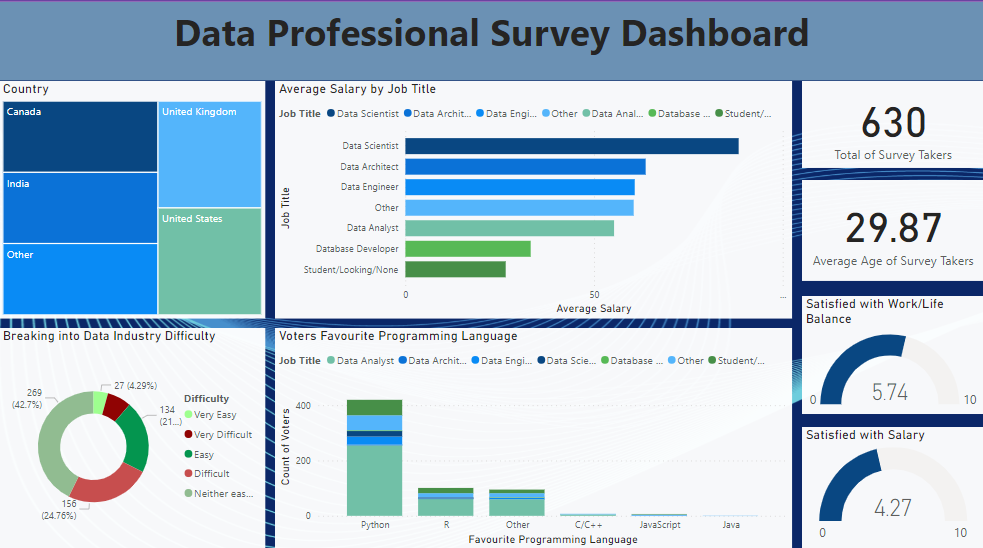 Data Professional Survey Dashboard
Country
Canada
United Kingdom
India
United States
Other
Average Salary by Job Title
Job Title Data Scientist Data Archit... Data Engi... Other Data Anal... Database ... Student/...
Job Title
Data Scientist
Data Architect
Data Engineer
Other
Data Analyst
Database Developer
Student/Looking/None
0 50 ...
Average Salary
630
Total of Survey Takers
29.87
Average Age of Survey Takers
Satisfied with Work/Life
Balance
5.74
0 10
Satisfied with Salary
4.27
0 10
Breaking into Data Industry Difficulty
27 (4.29%)
134
(21...)
156
(24.76%)
269
(42.7%)
Difficulty
Very Easy
Very Difficult
Easy
Difficult
Neither eas...
Voters Favourite Programming Language
Job Title Data Analyst Data Archit... Data Engi... Data Scie... Database ... Other Student/...
Count of Voters
400
200
0
Python R Other C/C++ JavaScript Java
Favourite Programming Language